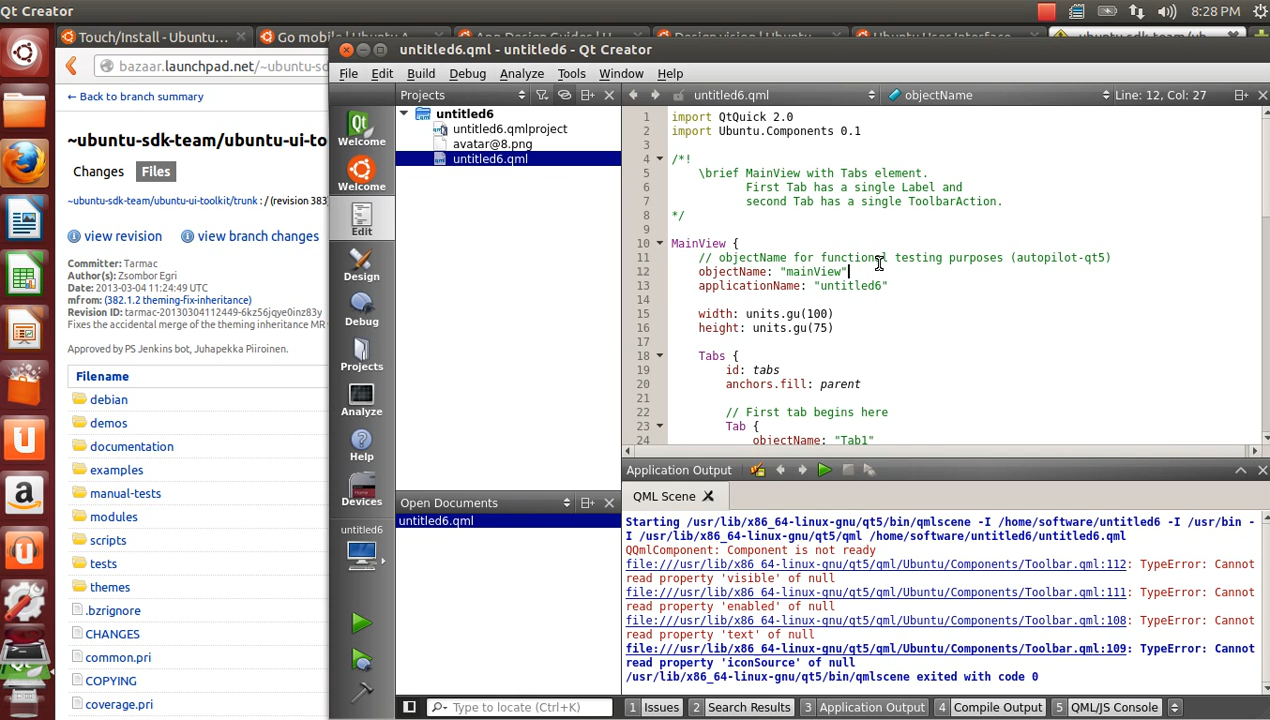 Qt Creator
8:28 PM
Touch/Install - Ubuntu...
Go mobile | Ubuntu
App Design Guides | U
Design vision | Ubuntu
Ubuntu User Interface
bazaar.launchpad.net/~ubuntu-sd
← Back to branch summary
~ubuntu-sdk-team/ubuntu-ui-to
Changes
Files
~ubuntu-sdk-team/ubuntu-ui-toolkit/trunk : / (revision 383)
view revision
view branch changes
Committer: Tarmac
Author(s): Zsombor Egri
Date: 2013-03-04 11:24:49 UTC
mfrom: (382.1.2 theming-fix-inheritance)
Revision ID: tarmac-20130304112449-6kz56jqye0inz83y
Fixes the accidental merge of the theming inheritance MR
Approved by PS Jenkins bot, Juhapekka Piiroinen.
Filename
debian
demos
documentation
examples
manual-tests
modules
scripts
tests
themes
.bzrignore
CHANGES
common.pri
COPYING
coverage.pri
untitled6.qml - untitled6 - Qt Creator
File Edit Build Debug Analyze Tools Window Help
Projects
untitled6.qml
objectName
Line: 12, Col: 27
Welcome
Welcome
Edit
Design
Debug
Projects
Analyze
Help
Devices
untitled6
untitled6
untitled6.qmlproject
avatar@8.png
untitled6.qml
Open Documents
untitled6.qml
1 import QtQuick 2.0
2 import Ubuntu.Components 0.1
3
4 /*!
5 \brief MainView with Tabs element.
6 First Tab has a single Label and
7 second Tab has a single ToolbarAction.
8 */
9
10 MainView {
11 // objectName for functional testing purposes (autopilot-qt5)
12 objectName: "mainView"
13 applicationName: "untitled6"
14
15 width: units.gu(100)
16 height: units.gu(75)
17
18 Tabs {
19 id: tabs
20 anchors.fill: parent
21
22 // First tab begins here
23 Tab {
24 objectName: "Tab1"
Application Output
QML Scene
Starting /usr/lib/x86_64-linux-gnu/qt5/bin/qmlscene -I /home/software/untitled6 -I /usr/bin -
I /usr/lib/x86_64-linux-gnu/qt5/qml /home/software/untitled6/untitled6.qml
QQmlComponent: Component is not ready
file:///usr/lib/x86_64-linux-gnu/qt5/qml/Ubuntu/Components/Toolbar.qml:112: TypeError: Cannot
read property 'visible' of null
file:///usr/lib/x86_64-linux-gnu/qt5/qml/Ubuntu/Components/Toolbar.qml:111: TypeError: Cannot
read property 'enabled' of null
file:///usr/lib/x86_64-linux-gnu/qt5/qml/Ubuntu/Components/Toolbar.qml:108: TypeError: Cannot
read property 'text' of null
file:///usr/lib/x86_64-linux-gnu/qt5/qml/Ubuntu/Components/Toolbar.qml:109: TypeError: Cannot
read property 'iconSource' of null
/usr/lib/x86_64-linux-gnu/qt5/bin/qmlscene exited with code 0
Type to locate (Ctrl+K)
1 Issues
2 Search Results
3 Application Output
4 Compile Output
5 QML/JS Console